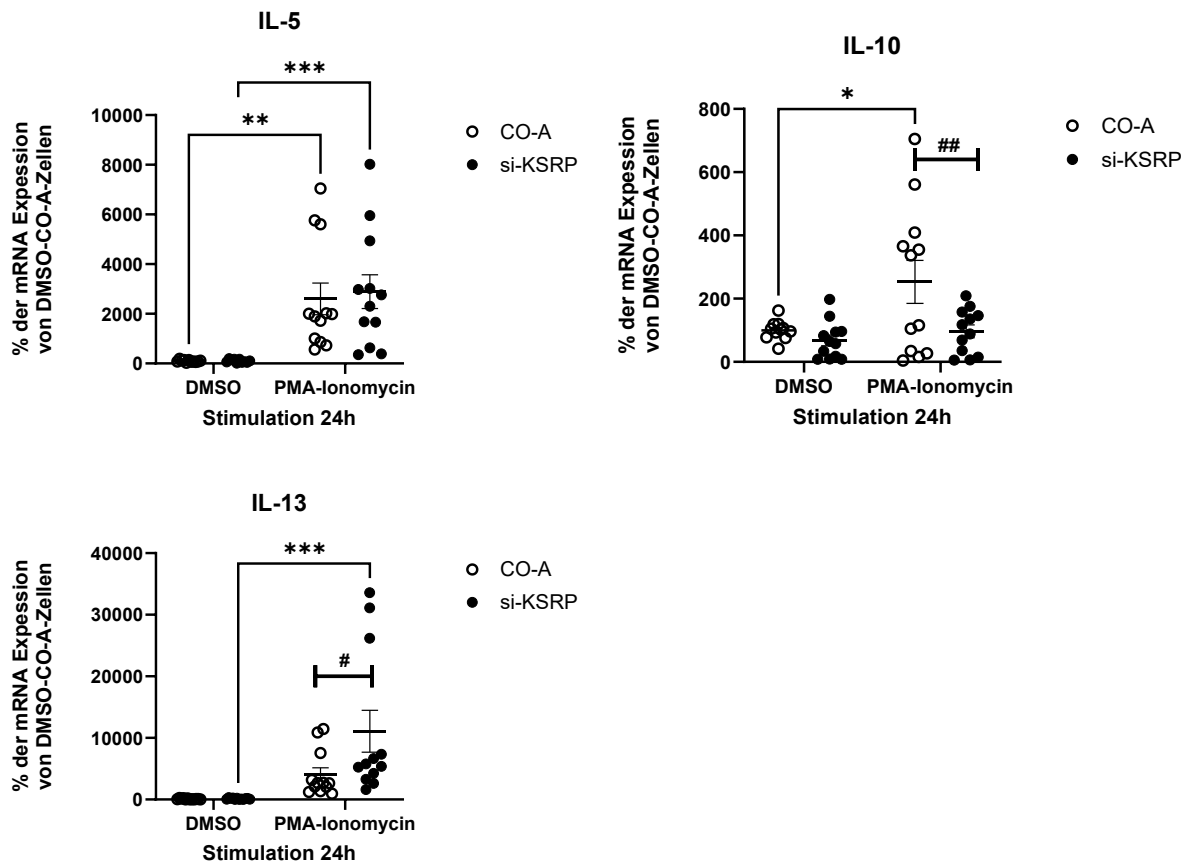 IL-5
***
**
10000
8000
6000
4000
2000
0
% der mRNA Expession
von DMSO-CO-A-Zellen
DMSO
PMA-Ionomycin
Stimulation 24h
CO-A
si-KSRP
IL-10
*
##
800
600
400
200
0
% der mRNA Expession
von DMSO-CO-A-Zellen
DMSO
PMA-Ionomycin
Stimulation 24h
CO-A
si-KSRP
IL-13
***
#
40000
30000
20000
10000
0
% der mRNA Expession
von DMSO-CO-A-Zellen
DMSO
PMA-Ionomycin
Stimulation 24h
CO-A
si-KSRP